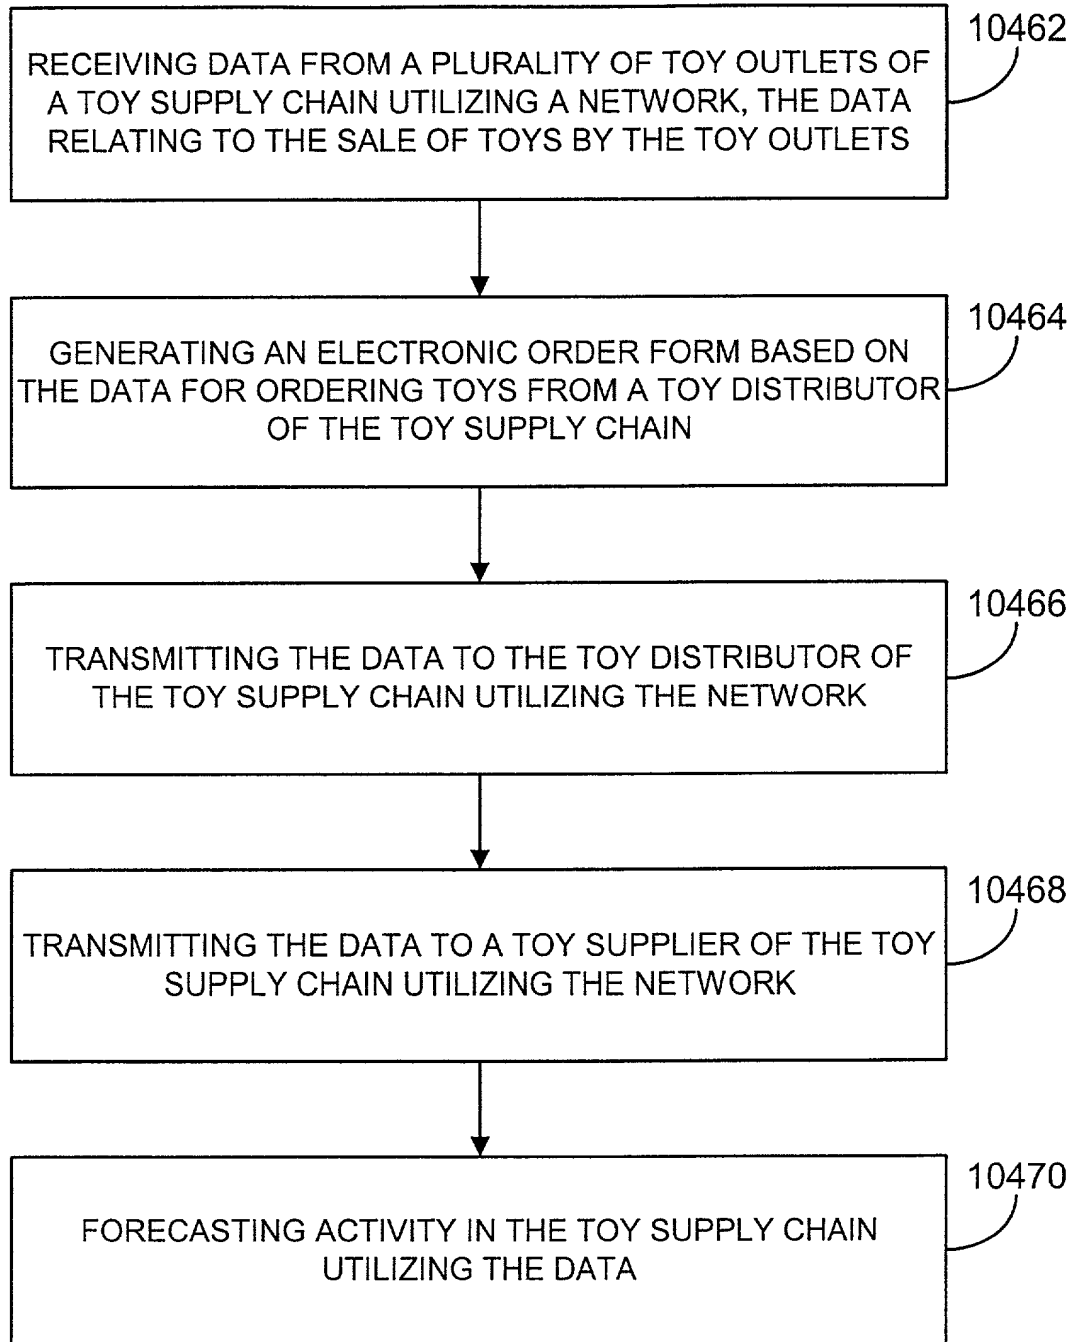 10462
RECEIVING DATA FROM A PLURALITY OF TOY OUTLETS OF
A TOY SUPPLY CHAIN UTILIZING A NETWORK, THE DATA
RELATING TO THE SALE OF TOYS BY THE TOY OUTLETS
10464
GENERATING AN ELECTRONIC ORDER FORM BASED ON
THE DATA FOR ORDERING TOYS FROM A TOY DISTRIBUTOR
OF THE TOY SUPPLY CHAIN
10466
TRANSMITTING THE DATA TO THE TOY DISTRIBUTOR OF
THE TOY SUPPLY CHAIN UTILIZING THE NETWORK
10468
TRANSMITTING THE DATA TO A TOY SUPPLIER OF THE TOY
SUPPLY CHAIN UTILIZING THE NETWORK
10470
FORECASTING ACTIVITY IN THE TOY SUPPLY CHAIN
UTILIZING THE DATA